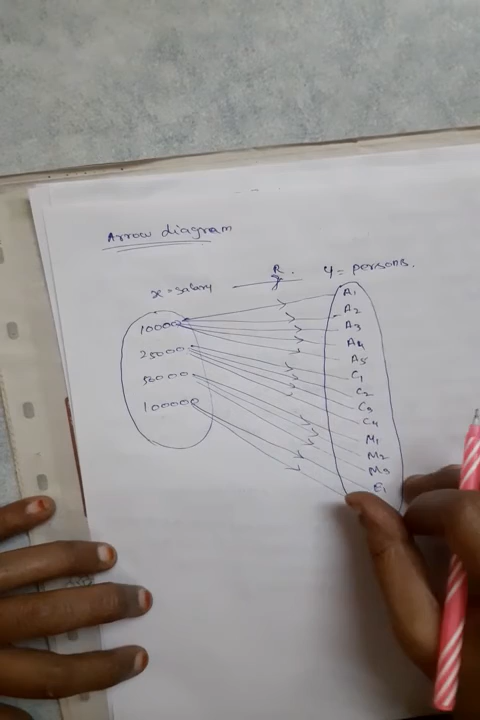 Arrow diagram
x = salary R y = persons.
10000
25000
50000
100000
A1
A2
A3
A4
A5
C1
C2
C3
C4
M1
M2
M3
E1